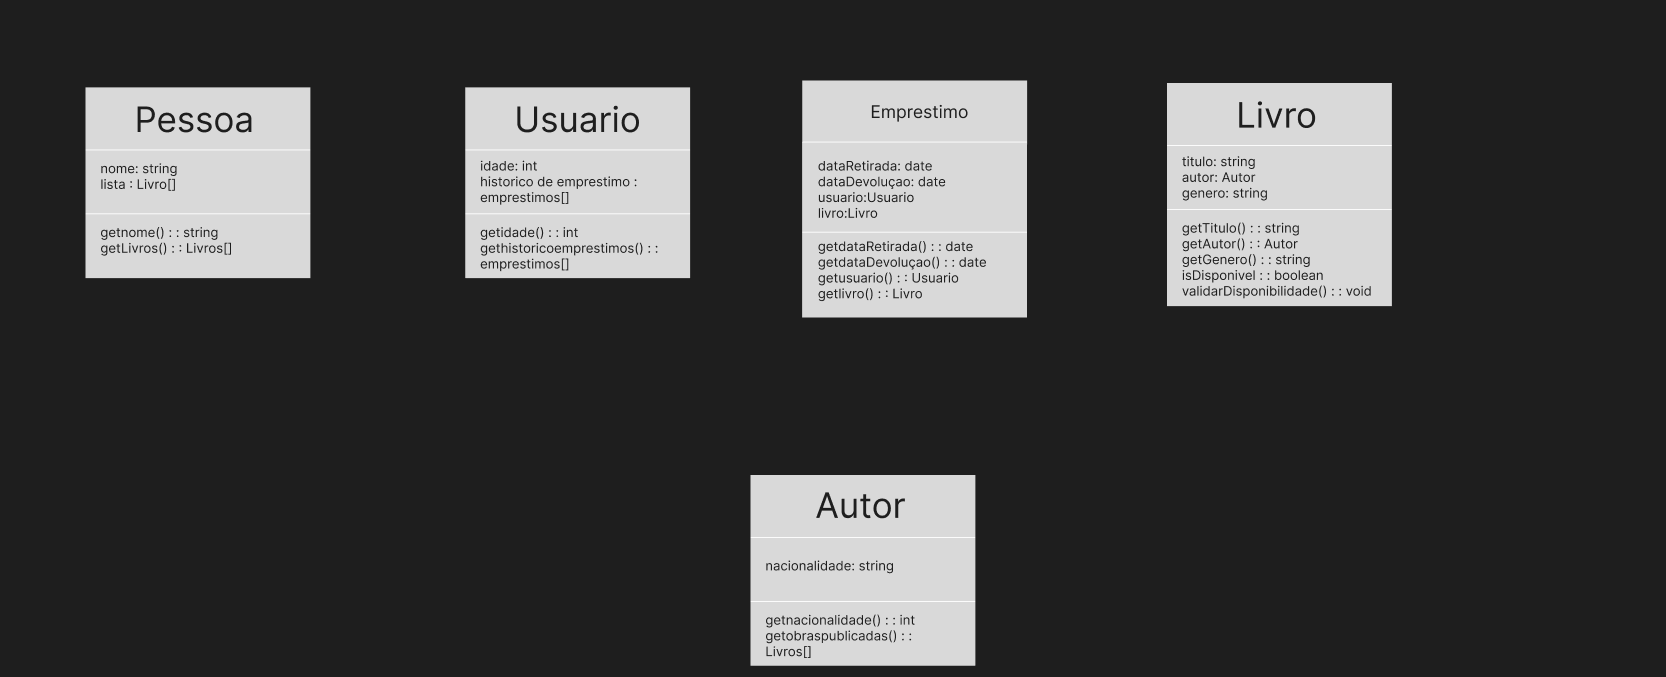 Pessoa
nome: string
lista : Livro[]
getnome() : : string
getLivros() : : Livros[]
Usuario
idade: int
historico de emprestimo :
emprestimos[]
getidade() : : int
gethistoricoemprestimos() : :
emprestimos[]
Emprestimo
dataRetirada: date
dataDevoluçao: date
usuario:Usuario
livro:Livro
getdataRetirada() : : date
getdataDevoluçao() : : date
getusuario() : : Usuario
getlivro() : : Livro
Livro
titulo: string
autor: Autor
genero: string
getTitulo() : : string
getAutor() : : Autor
getGenero() : : string
isDisponivel : : boolean
validarDisponibilidade() : : void
Autor
nacionalidade: string
getnacionalidade() : : int
getobraspublicadas() : :
Livros[]